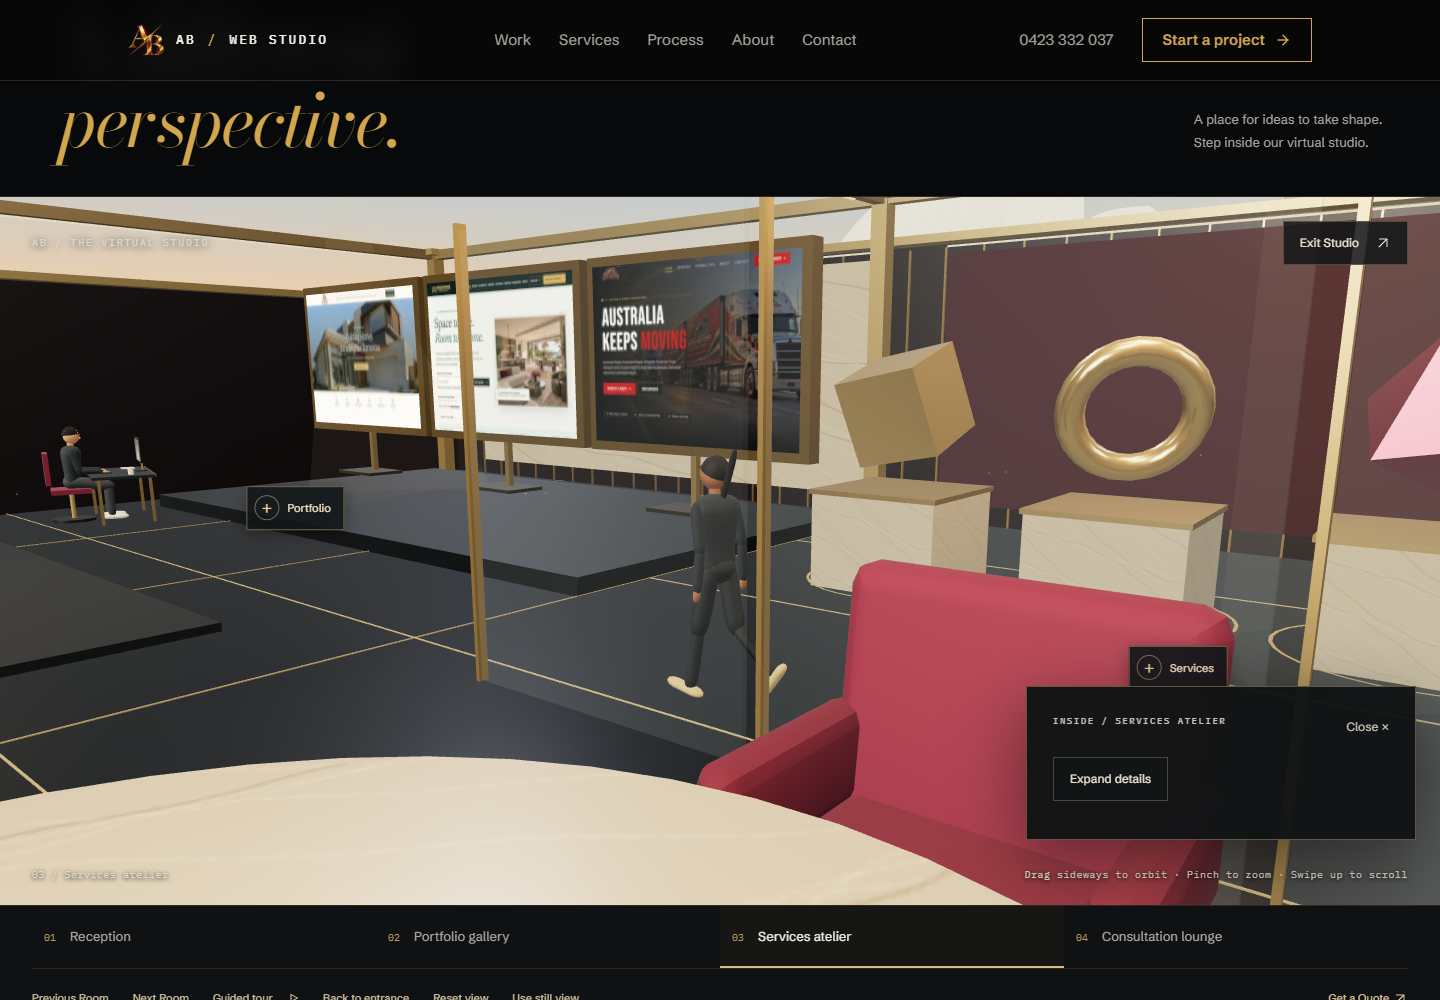 AB / WEB STUDIO
Work
Services
Process
About
Contact
0423 332 037
Start a project
perspective.
A place for ideas to take shape.
Step inside our virtual studio.
AB / THE VIRTUAL STUDIO
Exit Studio
AUSTRALIA
KEEPS MOVING
Portfolio
Services
INSIDE / SERVICES ATELIER
Close ×
Expand details
03 / Services atelier
Drag sideways to orbit · Pinch to zoom · Swipe up to scroll
01 Reception
02 Portfolio gallery
03 Services atelier
04 Consultation lounge
Previous Room
Next Room
Guided tour
Back to entrance
Reset view
Use still view
Get a Quote